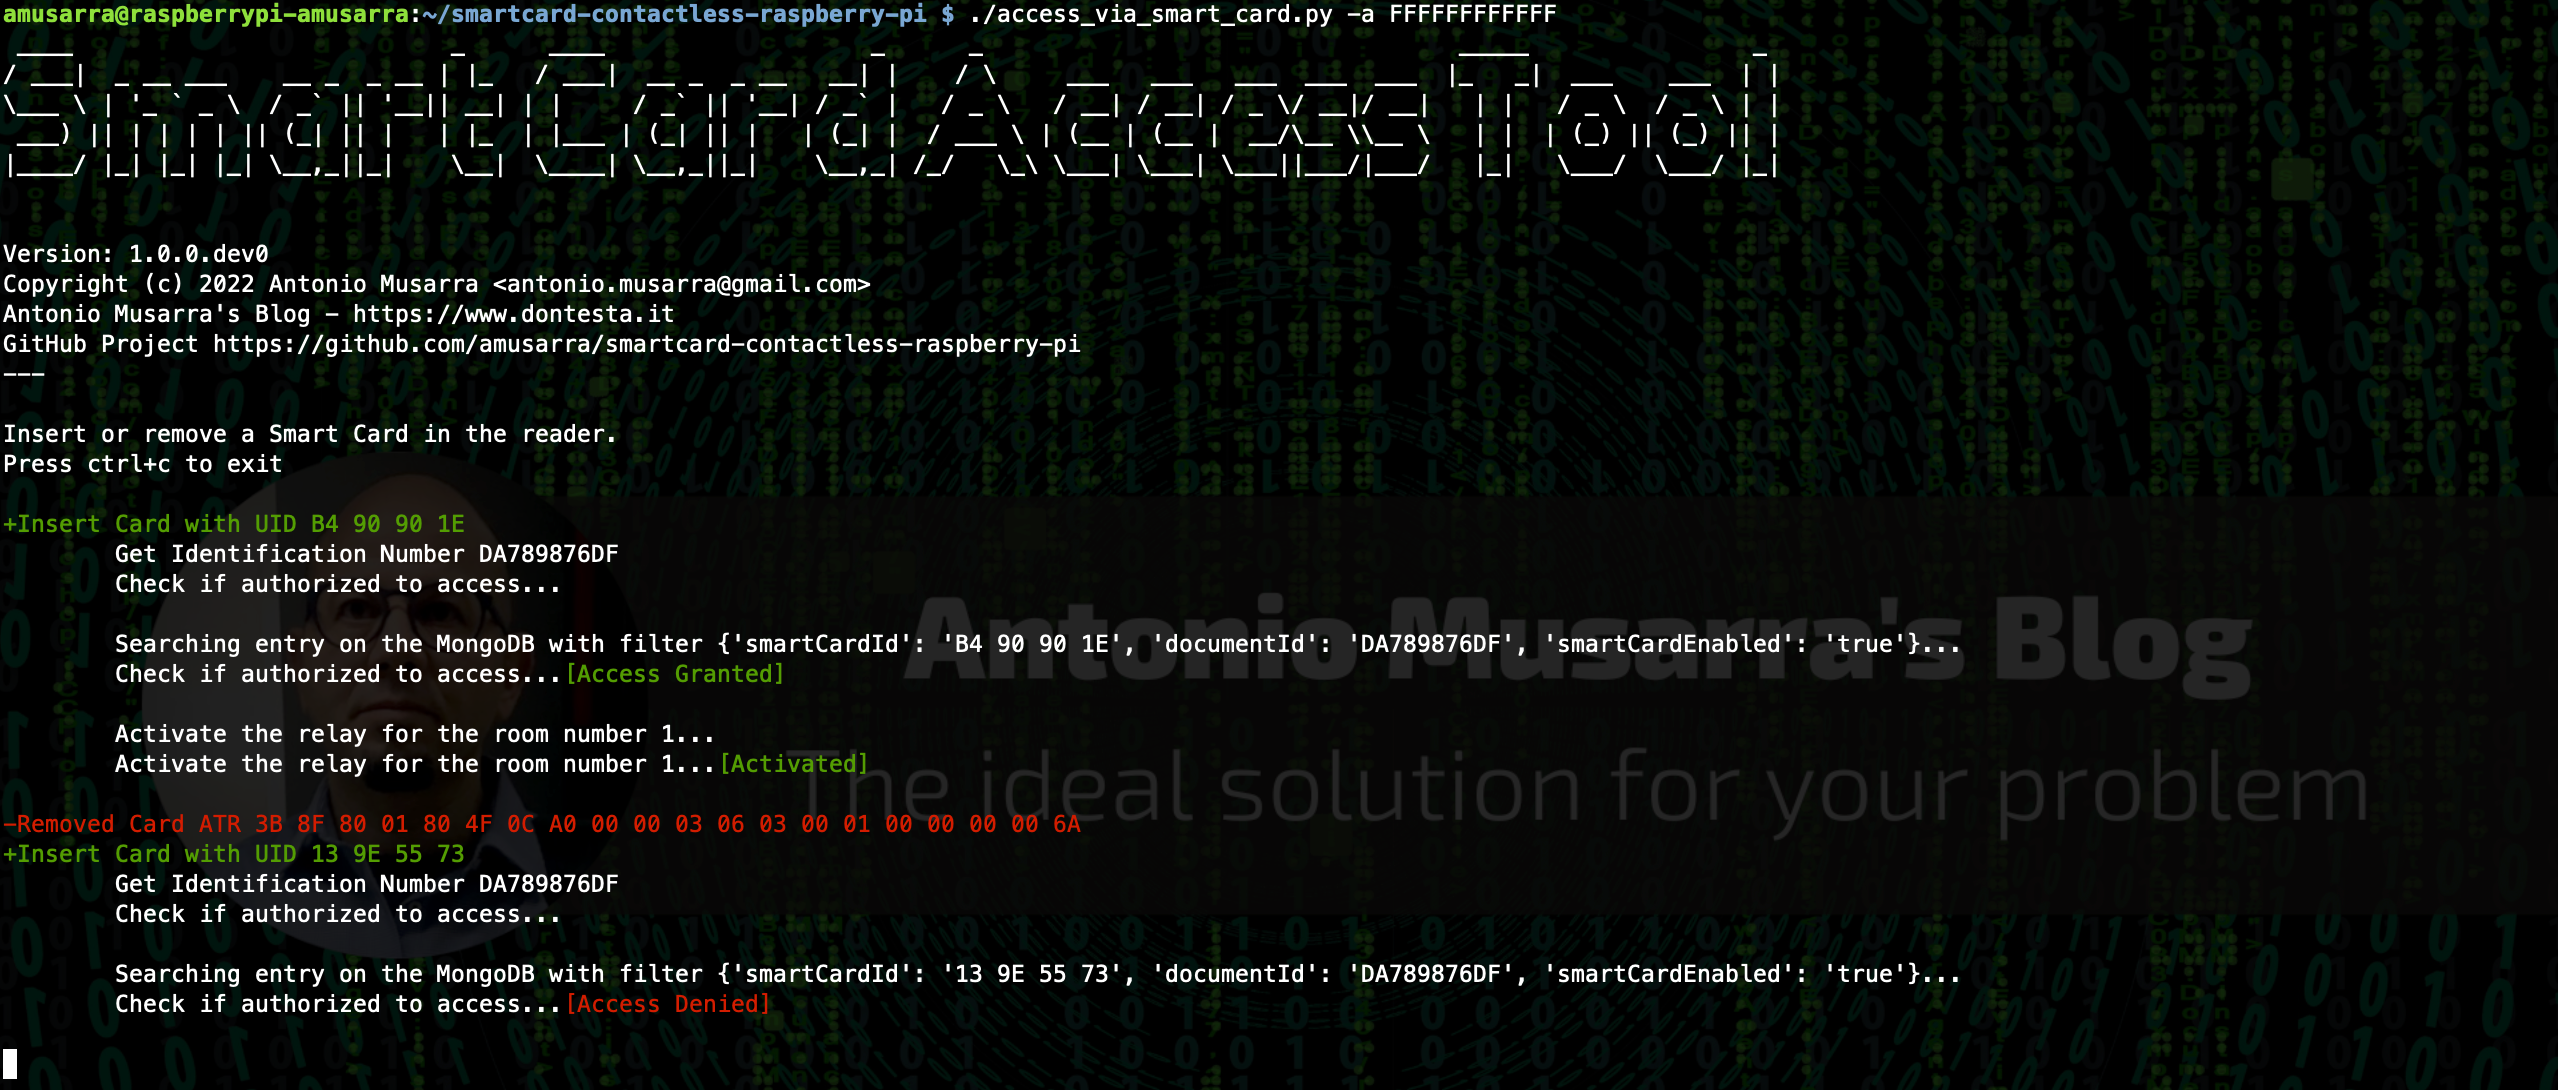 amusarra@raspberrypi-amusarra:~/smartcard-contactless-raspberry-pi $ ./access_via_smart_card.py -a FFFFFFFFFFFF
Smart Card Access Tool
Version: 1.0.0.dev0
Copyright (c) 2022 Antonio Musarra <antonio.musarra@gmail.com>
Antonio Musarra's Blog - https://www.dontesta.it
GitHub Project https://github.com/amusarra/smartcard-contactless-raspberry-pi
---
Insert or remove a Smart Card in the reader.
Press ctrl+c to exit
+Insert Card with UID B4 90 90 1E
Get Identification Number DA789876DF
Check if authorized to access...
Searching entry on the MongoDB with filter {'smartCardId': 'B4 90 90 1E', 'documentId': 'DA789876DF', 'smartCardEnabled': 'true'}...
Check if authorized to access...[Access Granted]
Antonio Musarra's Blog
Activate the relay for the room number 1...
Activate the relay for the room number 1...[Activated]
The ideal solution for your problem
-Removed Card ATR 3B 8F 80 01 80 4F 0C A0 00 00 03 06 03 00 01 00 00 00 00 6A
+Insert Card with UID 13 9E 55 73
Get Identification Number DA789876DF
Check if authorized to access...
Searching entry on the MongoDB with filter {'smartCardId': '13 9E 55 73', 'documentId': 'DA789876DF', 'smartCardEnabled': 'true'}...
Check if authorized to access...[Access Denied]